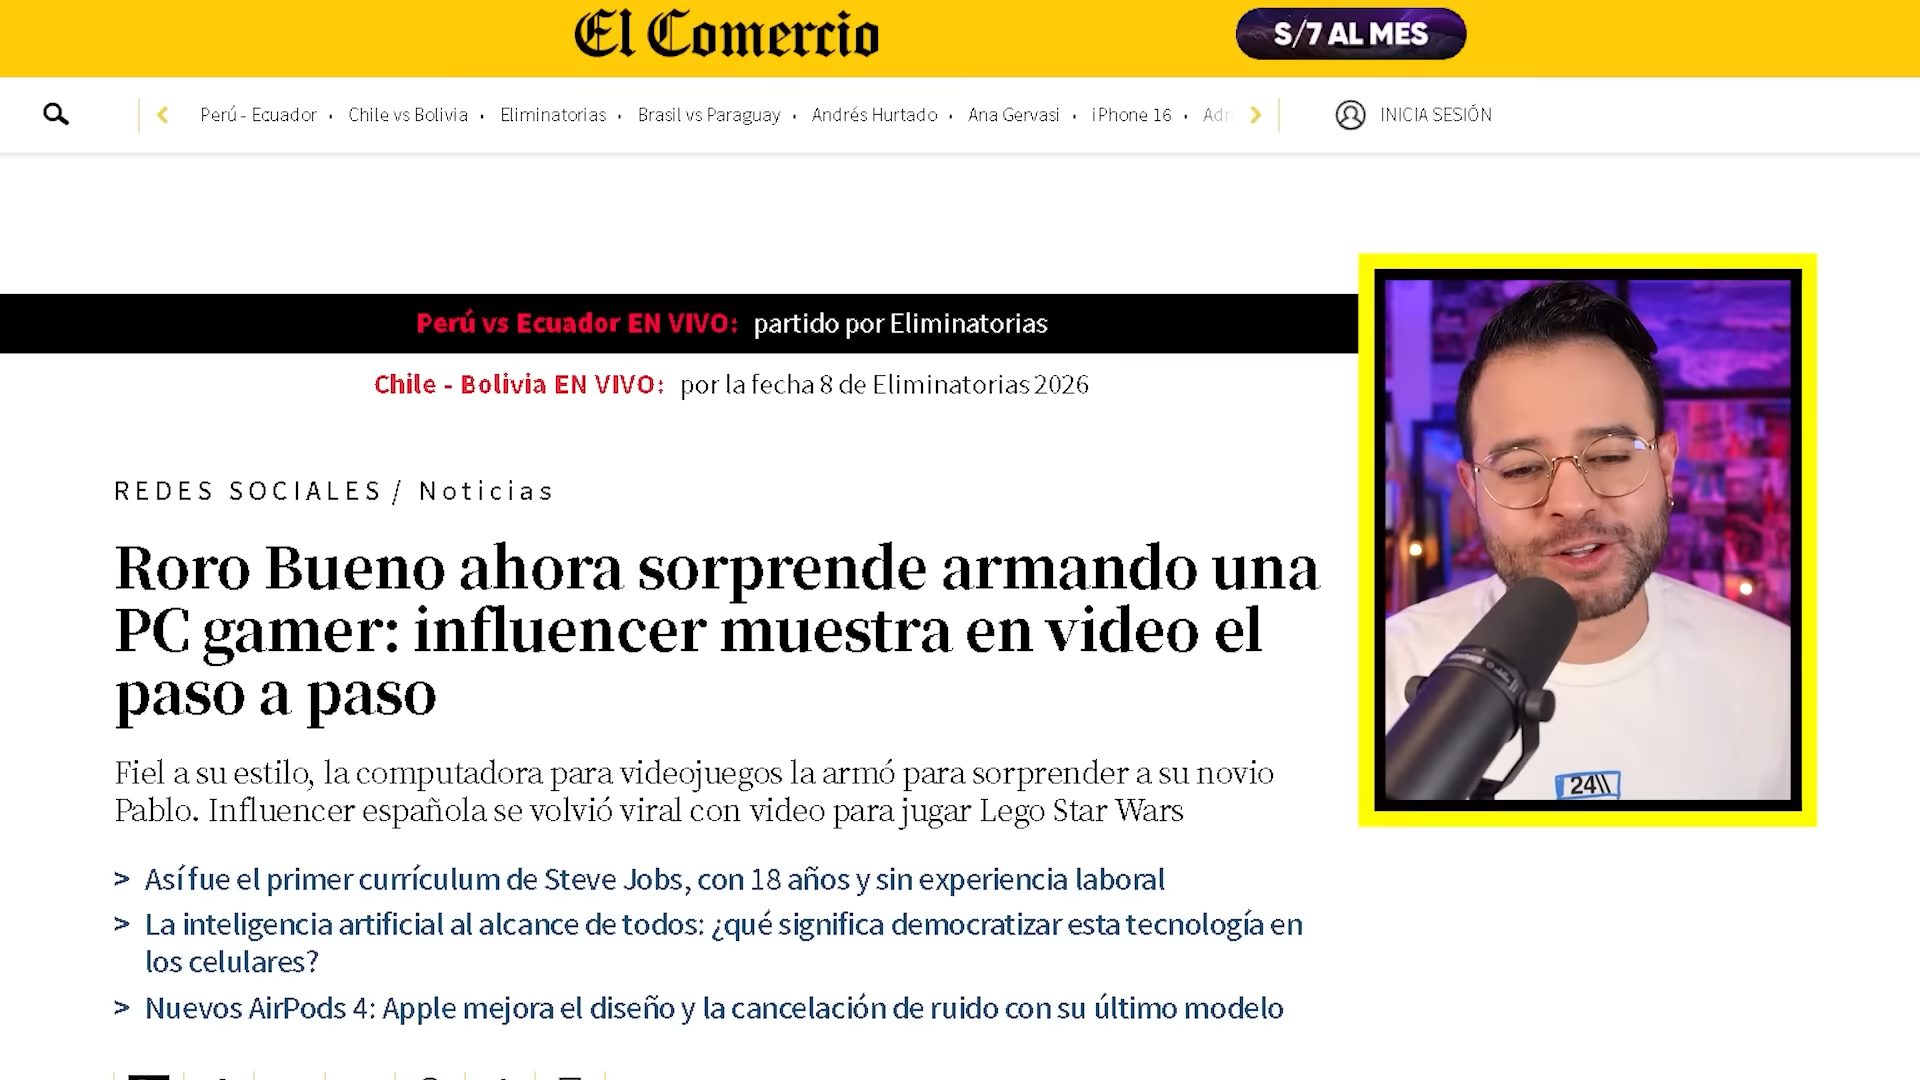 El Comercio
S/7 AL MES
Perú - Ecuador · Chile vs Bolivia · Eliminatorias · Brasil vs Paraguay · Andrés Hurtado · Ana Gervasi · iPhone 16 ·
INICIA SESIÓN
Perú vs Ecuador EN VIVO: partido por Eliminatorias
Chile - Bolivia EN VIVO: por la fecha 8 de Eliminatorias 2026
REDES SOCIALES / Noticias
Roro Bueno ahora sorprende armando una
PC gamer: influencer muestra en video el
paso a paso
Fiel a su estilo, la computadora para videojuegos la armó para sorprender a su novio
Pablo. Influencer española se volvió viral con video para jugar Lego Star Wars
> Así fue el primer currículum de Steve Jobs, con 18 años y sin experiencia laboral
> La inteligencia artificial al alcance de todos: ¿qué significa democratizar esta tecnología en
los celulares?
> Nuevos AirPods 4: Apple mejora el diseño y la cancelación de ruido con su último modelo
24\\